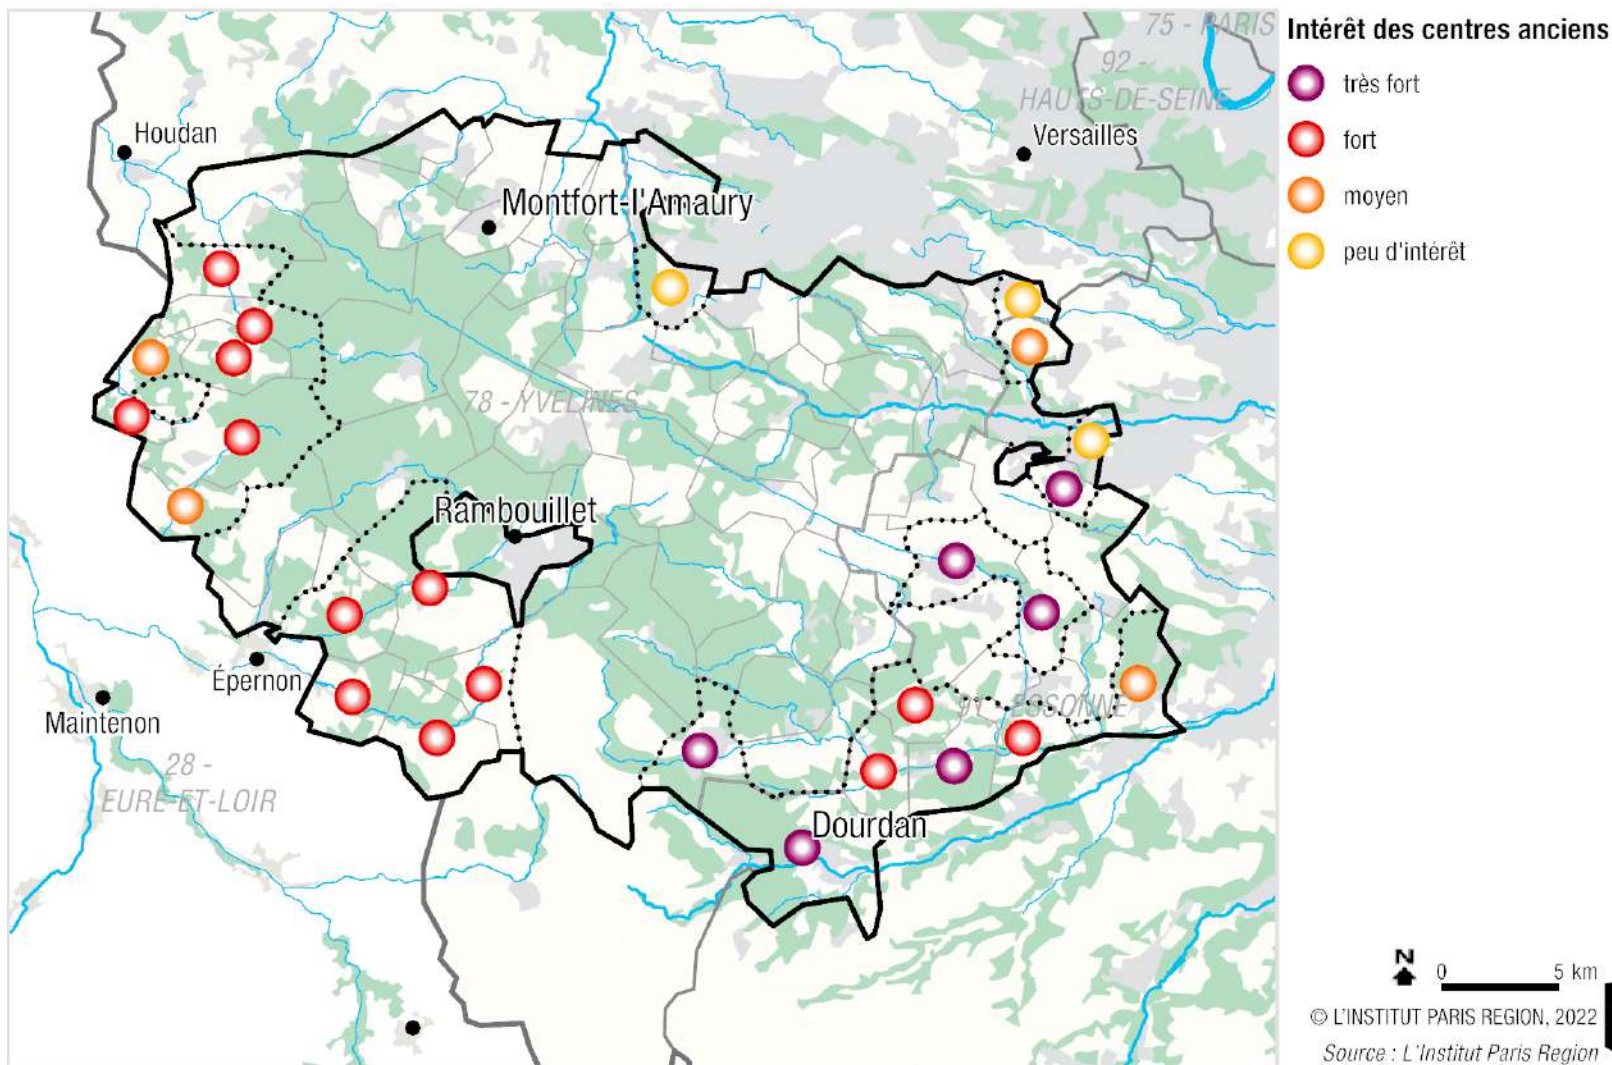 75 - PARIS
92 -
HAUTS-DE-SEINE
Houdan
Versailles
Montfort-l'Amaury
78 - YVELINES
Rambouillet
Épernon
Maintenon
91 - ESSONNE
28 -
EURE-ET-LOIR
Dourdan
Intérêt des centres anciens
très fort
fort
moyen
peu d'intérêt
N
0 5 km
© L'INSTITUT PARIS REGION, 2022
Source : L'Institut Paris Region